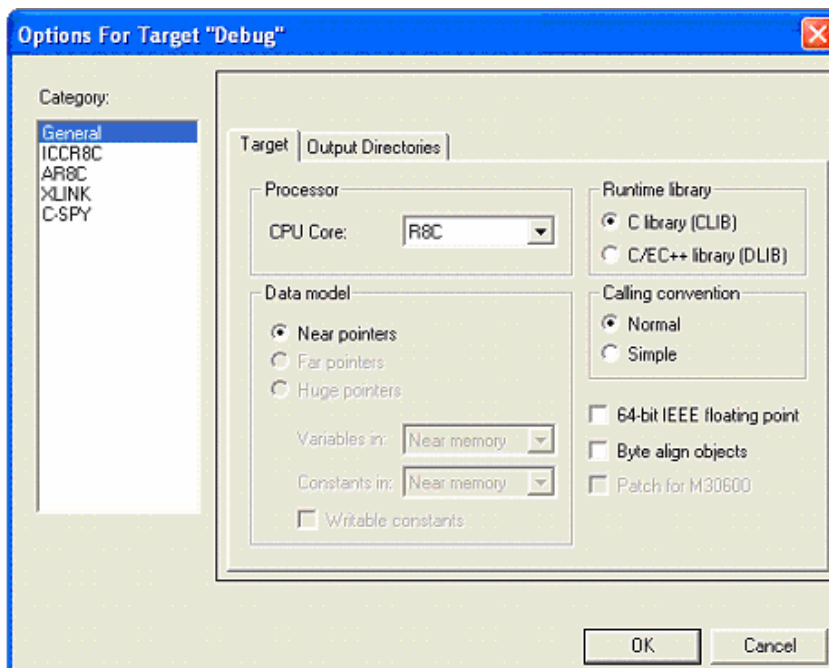 Options For Target "Debug"
Category:
General
ICCR8C
AR8C
XLINK
C-SPY
Target
Output Directories
Processor
CPU Core:
R8C
Runtime library
C library (CLIB)
C/EC++ library (DLIB)
Data model
Near pointers
Far pointers
Huge pointers
Variables in:
Near memory
Constants in:
Near memory
Writable constants
Calling convention
Normal
Simple
64-bit IEEE floating point
Byte align objects
Patch for M30600
OK
Cancel